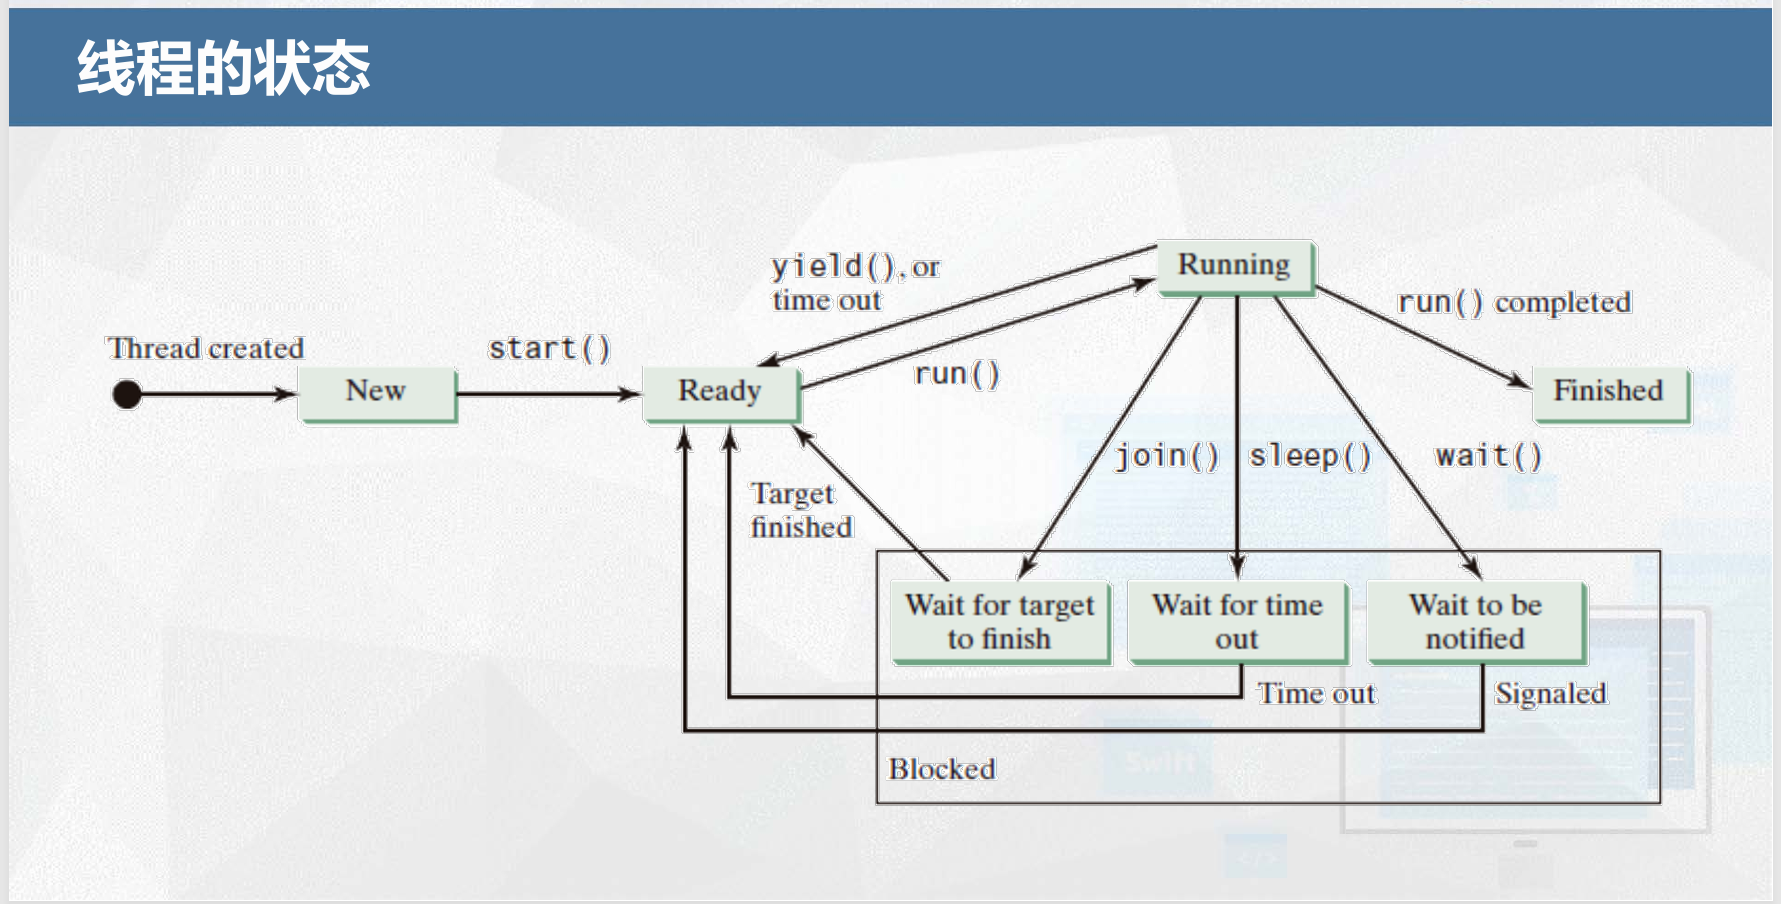 线程的状态
yield(), or
time out
Running
run() completed
Thread created
start()
New
Ready
run()
Finished
join()
sleep()
wait()
Target
finished
Wait for target
to finish
Wait for time
out
Wait to be
notified
Time out
Signaled
Blocked
Swift
</>